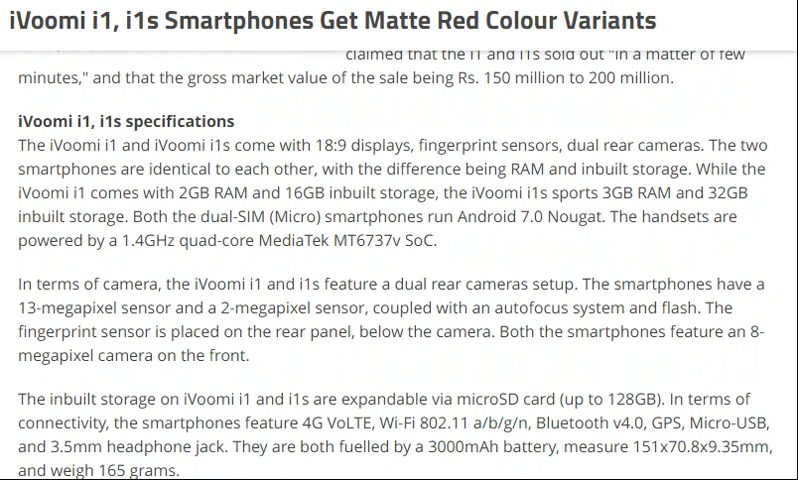 iVoomi i1, i1s Smartphones Get Matte Red Colour Variants
claimed that the i1 and i1s sold out "in a matter of few
minutes," and that the gross market value of the sale being Rs. 150 million to 200 million.
iVoomi i1, i1s specifications
The iVoomi i1 and iVoomi i1s come with 18:9 displays, fingerprint sensors, dual rear cameras. The two
smartphones are identical to each other, with the difference being RAM and inbuilt storage. While the
iVoomi i1 comes with 2GB RAM and 16GB inbuilt storage, the iVoomi i1s sports 3GB RAM and 32GB
inbuilt storage. Both the dual-SIM (Micro) smartphones run Android 7.0 Nougat. The handsets are
powered by a 1.4GHz quad-core MediaTek MT6737v SoC.
In terms of camera, the iVoomi i1 and i1s feature a dual rear cameras setup. The smartphones have a
13-megapixel sensor and a 2-megapixel sensor, coupled with an autofocus system and flash. The
fingerprint sensor is placed on the rear panel, below the camera. Both the smartphones feature an 8-
megapixel camera on the front.
The inbuilt storage on iVoomi i1 and i1s are expandable via microSD card (up to 128GB). In terms of
connectivity, the smartphones feature 4G VoLTE, Wi-Fi 802.11 a/b/g/n, Bluetooth v4.0, GPS, Micro-USB,
and 3.5mm headphone jack. They are both fuelled by a 3000mAh battery, measure 151x70.8x9.35mm,
and weigh 165 grams.